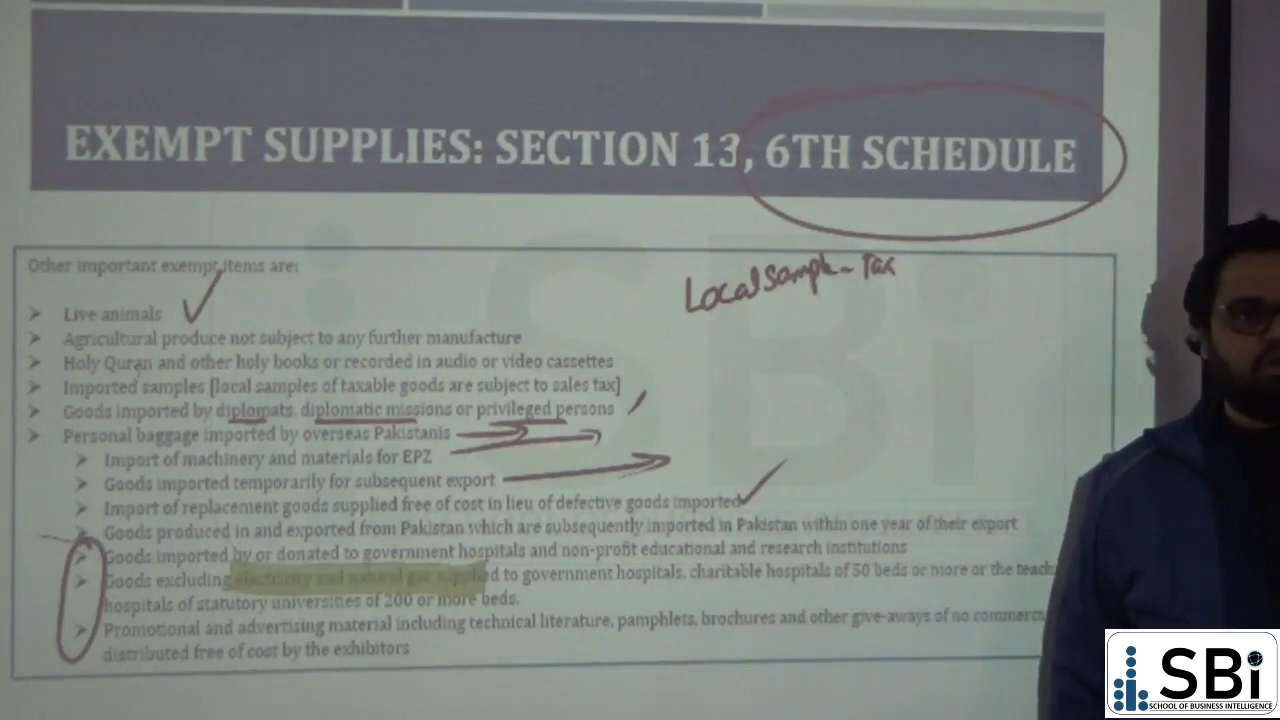 EXEMPT SUPPLIES: SECTION 13, 6TH SCHEDULE
Other important exempt items are:
Local Sample - Tax
Live animals
Agricultural produce not subject to any further manufacture
Holy Quran and other holy books or recorded in audio or video cassettes
Imported samples [local samples of taxable goods are subject to sales tax]
Goods imported by diplomats, diplomatic missions or privileged persons
Personal baggage imported by overseas Pakistanis
Import of machinery and materials for EPZ
Goods imported temporarily for subsequent export
Import of replacement goods supplied free of cost in lieu of defective goods imported
Goods produced in and exported from Pakistan which are subsequently imported in Pakistan within one year of their export
Goods imported by or donated to government hospitals and non-profit educational and research institutions
Goods excluding electricity and natural gas supplied to government hospitals, charitable hospitals of 50 beds or more or the teach
hospitals of statutory universities of 200 or more beds.
Promotional and advertising material including technical literature, pamphlets, brochures and other give-aways of no commerc
distributed free of cost by the exhibitors
SBi
SCHOOL OF BUSINESS INTELLIGENCE